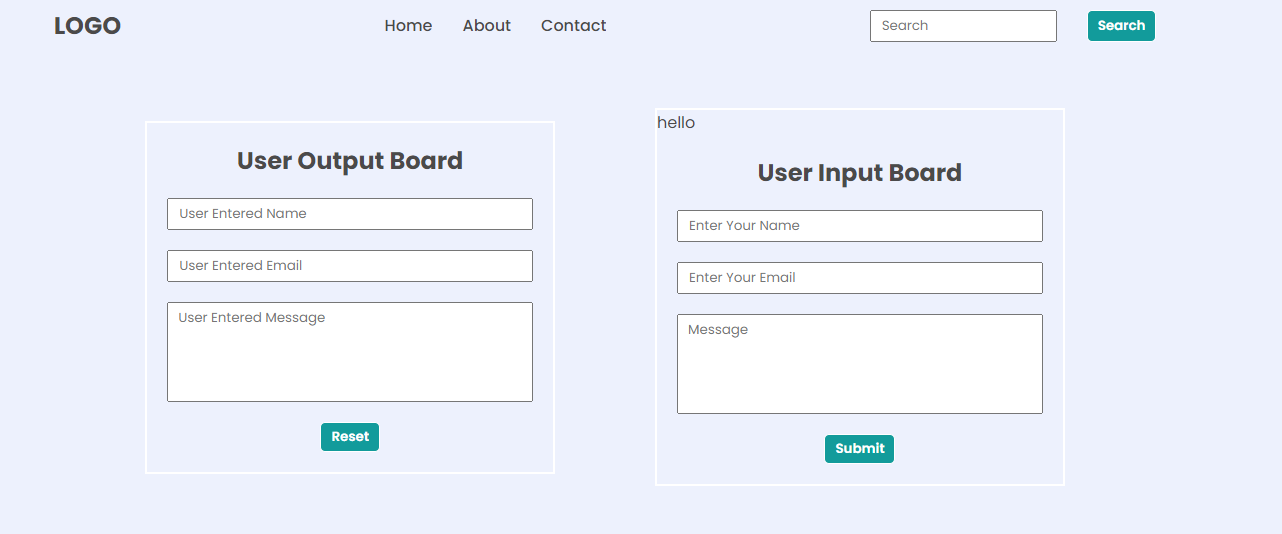 LOGO
Home
About
Contact
Search
Search
User Output Board
User Entered Name
User Entered Email
User Entered Message
Reset
hello
User Input Board
Enter Your Name
Enter Your Email
Message
Submit